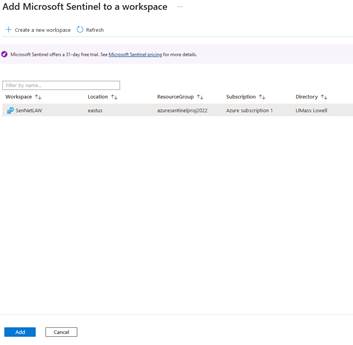 Add Microsoft Sentinel to a workspace ...
+ Create a new workspace Refresh
Microsoft Sentinel offers a 31-day free trial. See Microsoft Sentinel pricing for more details.
Filter by name...
Workspace ↑↓ Location ↑↓ ResourceGroup ↑↓ Subscription ↑↓ Directory ↑↓
SenNetLAN eastus azuresentinelproj2022 Azure subscription 1 UMass Lowell
Add Cancel